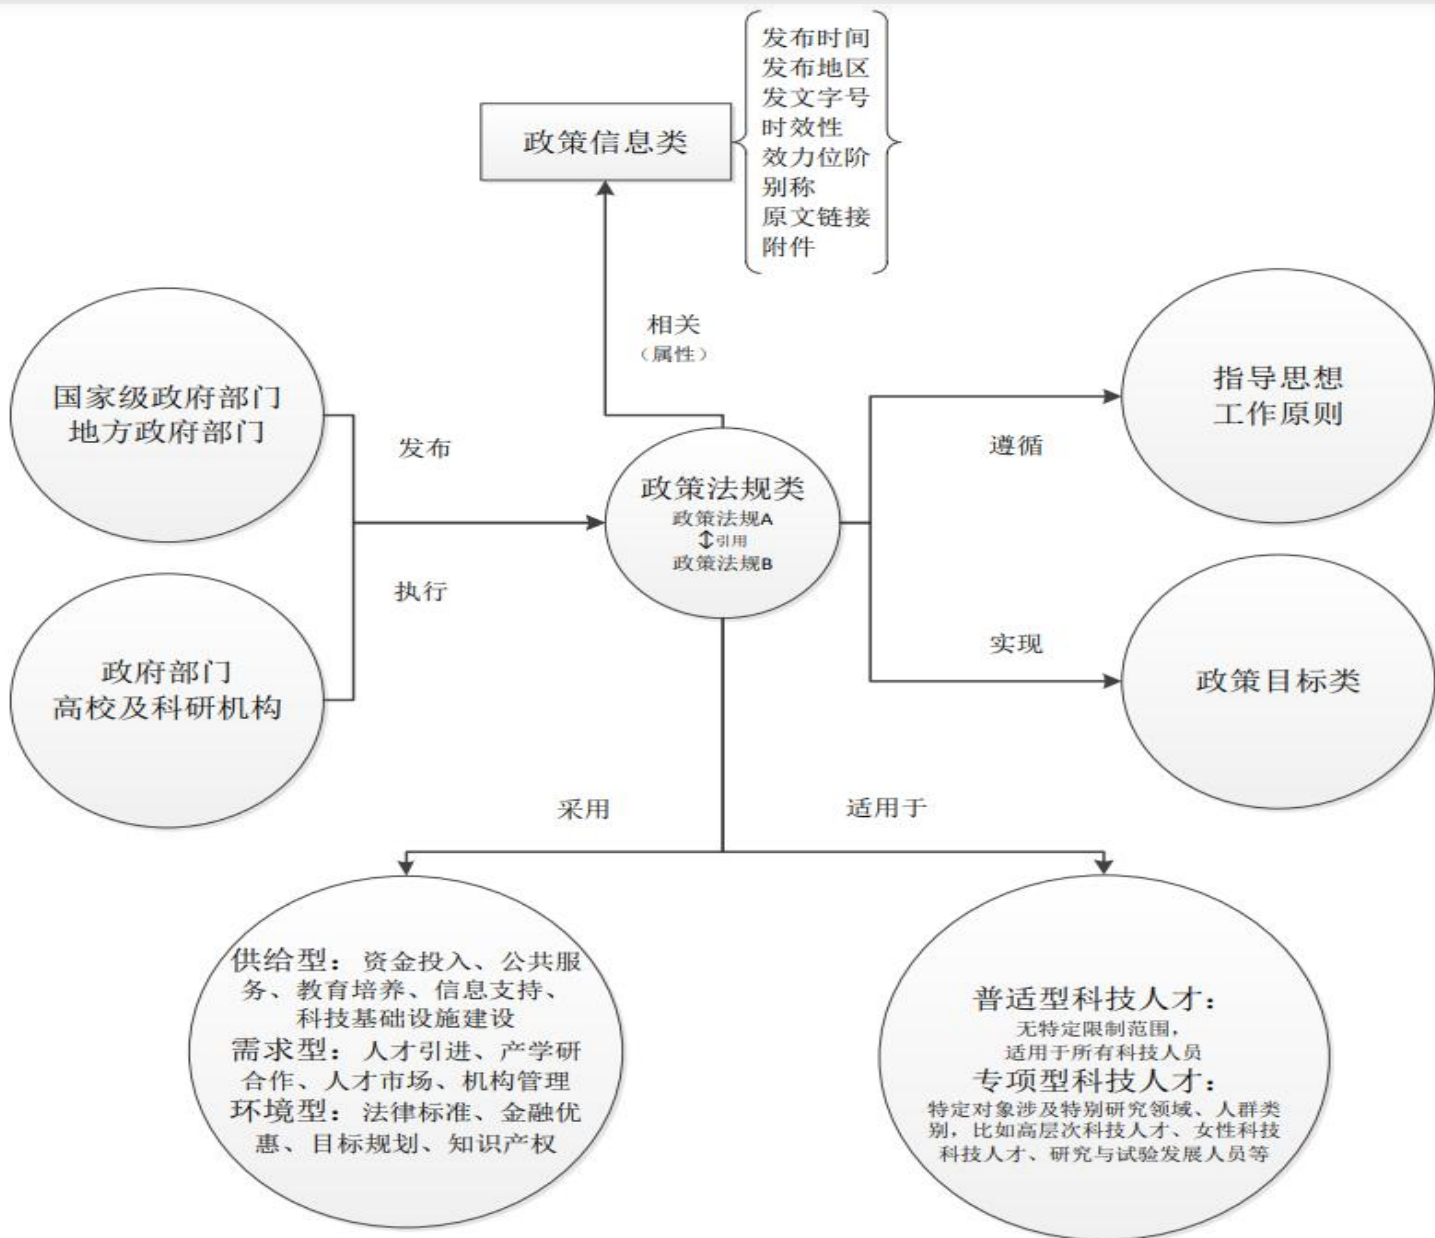 发布时间
发布地区
发文字号
时效性
效力位阶
别称
原文链接
附件
政策信息类
相关
（属性）
国家级政府部门
地方政府部门
发布
执行
政府部门
高校及科研机构
政策法规类
政策法规A
引用
政策法规B
遵循
指导思想
工作原则
实现
政策目标类
采用
适用于
供给型：资金投入、公共服
务、教育培养、信息支持、
科技基础设施建设
需求型：人才引进、产学研
合作、人才市场、机构管理
环境型：法律标准、金融优
惠、目标规划、知识产权
普适型科技人才：
无特定限制范围，
适用于所有科技人员
专项型科技人才：
特定对象涉及特别研究领域、人群类
别，比如高层次科技人才、女性科技
科技人才、研究与试验发展人员等